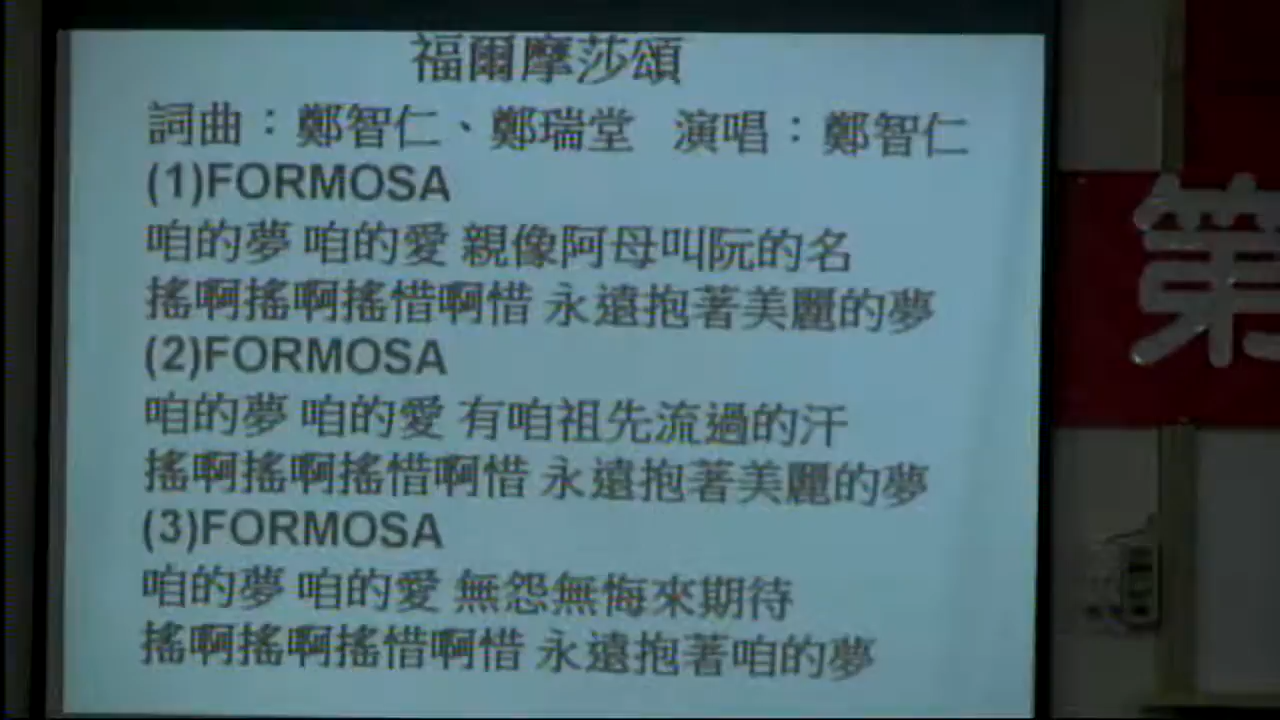 福爾摩莎頌
詞曲：鄭智仁、鄭瑞堂 演唱：鄭智仁
(1)FORMOSA
咱的夢 咱的愛 親像阿母叫阮的名
搖啊搖啊搖惜啊惜 永遠抱著美麗的夢
(2)FORMOSA
咱的夢 咱的愛 有咱祖先流過的汗
搖啊搖啊搖惜啊惜 永遠抱著美麗的夢
(3)FORMOSA
咱的夢 咱的愛 無怨無悔來期待
搖啊搖啊搖惜啊惜 永遠抱著咱的夢
第